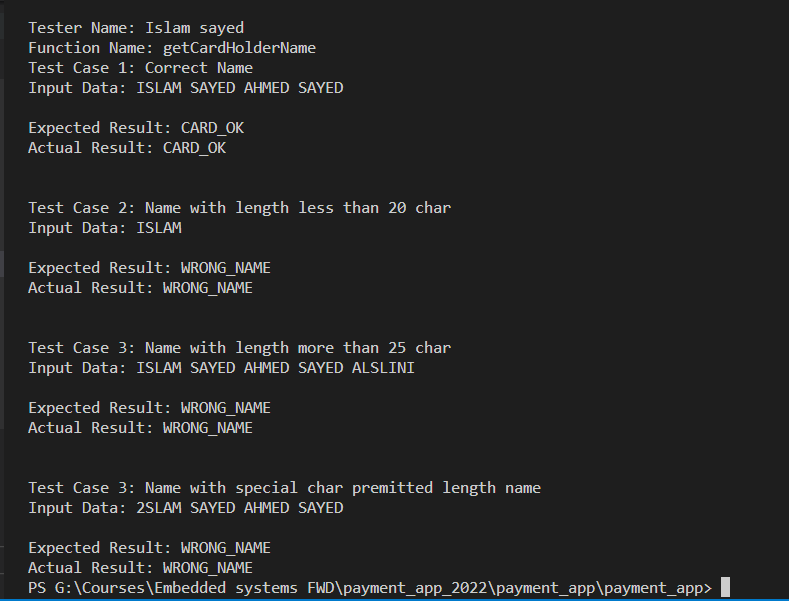 Tester Name: Islam sayed
Function Name: getCardHolderName
Test Case 1: Correct Name
Input Data: ISLAM SAYED AHMED SAYED
Expected Result: CARD_OK
Actual Result: CARD_OK
Test Case 2: Name with length less than 20 char
Input Data: ISLAM
Expected Result: WRONG_NAME
Actual Result: WRONG_NAME
Test Case 3: Name with length more than 25 char
Input Data: ISLAM SAYED AHMED SAYED ALSLINI
Expected Result: WRONG_NAME
Actual Result: WRONG_NAME
Test Case 3: Name with special char premitted length name
Input Data: 2SLAM SAYED AHMED SAYED
Expected Result: WRONG_NAME
Actual Result: WRONG_NAME
PS G:\Courses\Embedded systems FWD\payment_app_2022\payment_app\payment_app>